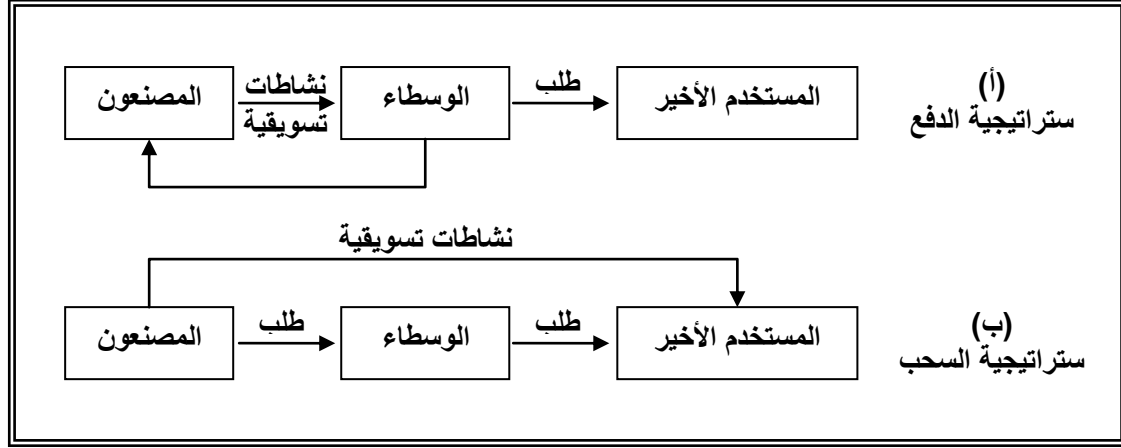 (أ)
ستراتيجية الدفع
المستخدم الأخير
طلب
الوسطاء
نشاطات
تسويقية
المصنعون
نشاطات تسويقية
(ب)
ستراتيجية السحب
المستخدم الأخير
طلب
الوسطاء
طلب
المصنعون